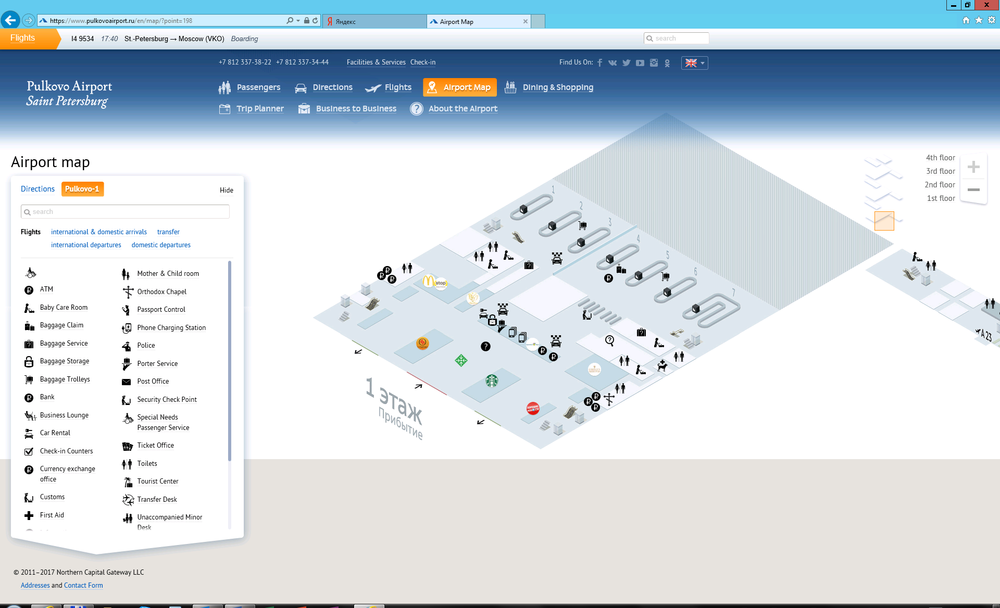 https://www.pulkovoairport.ru/en/map/?point=198
Яндекс
Airport Map
Flights
I4 9534 17:40 St.-Petersburg → Moscow (VKO) Boarding
search
+7 812 337-38-22 +7 812 337-34-44 Facilities & Services Check-in
Find Us On:
Pulkovo Airport
Saint Petersburg
Passengers Directions Flights Airport Map Dining & Shopping
Trip Planner Business to Business About the Airport
Airport map
Directions Pulkovo-1 Hide
search
Flights international & domestic arrivals transfer
international departures domestic departures
ATM
Baby Care Room
Baggage Claim
Baggage Service
Baggage Storage
Baggage Trolleys
Bank
Business Lounge
Car Rental
Check-in Counters
Currency exchange
office
Customs
First Aid
Mother & Child room
Orthodox Chapel
Passport Control
Phone Charging Station
Police
Porter Service
Post Office
Security Check Point
Special Needs
Passenger Service
Ticket Office
Toilets
Tourist Center
Transfer Desk
Unaccompanied Minor
Desk
1
2
3
4
5
6
7
stop
1 этаж
Прибытие
A 23
4th floor
3rd floor
2nd floor
1st floor
© 2011–2017 Northern Capital Gateway LLC
Addresses and Contact Form